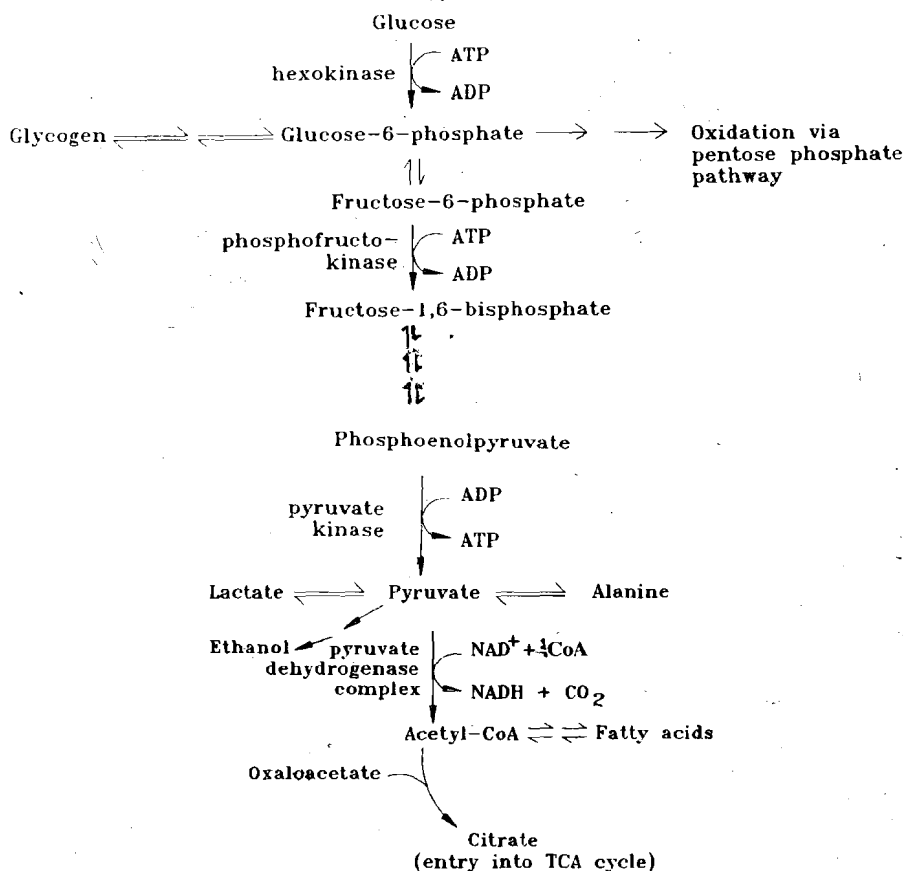 Glucose
ATP
hexokinase
ADP
Glycogen
Glucose-6-phosphate
Oxidation via
pentose phosphate
pathway
Fructose-6-phosphate
phosphofructo-
kinase
ATP
ADP
Fructose-1,6-bisphosphate
Phosphoenolpyruvate
pyruvate
kinase
ADP
ATP
Lactate
Pyruvate
Alanine
Ethanol
pyruvate
dehydrogenase
complex
NAD⁺ + CoA
NADH + CO₂
Acetyl-CoA
Fatty acids
Oxaloacetate
Citrate
(entry into TCA cycle)